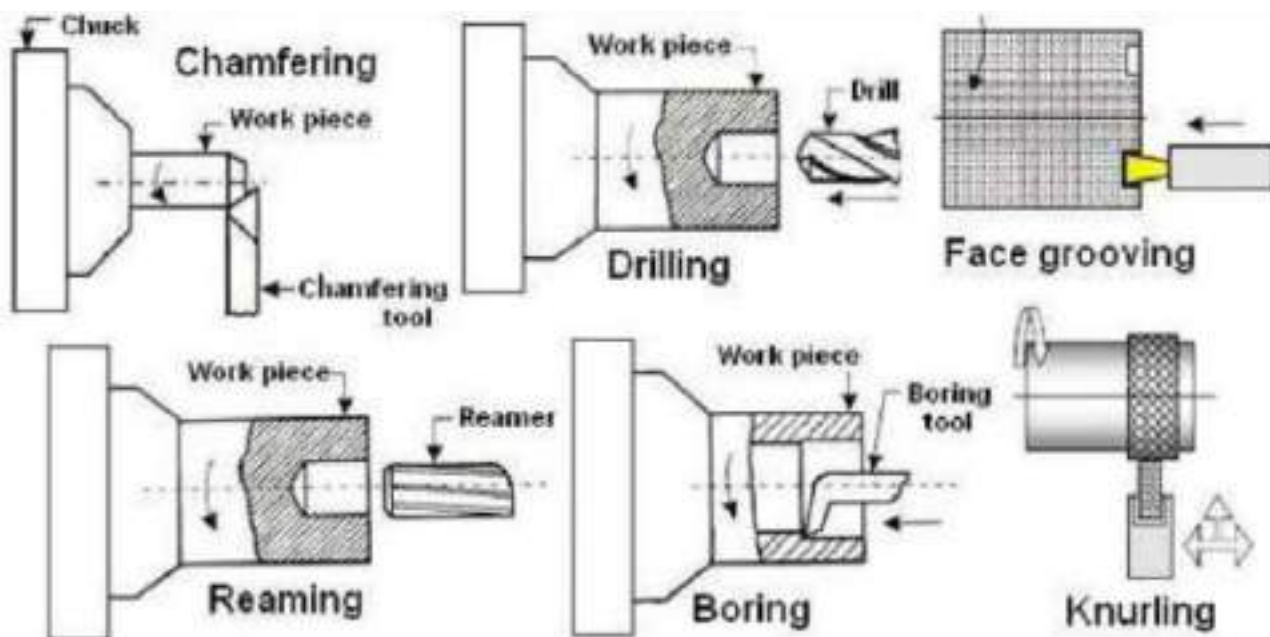 Chuck
Chamfering
Work piece
Chamfering
tool
Work piece
Drill
Drilling
Face grooving
Work piece
Reamer
Reaming
Work piece
Boring
tool
Boring
Knurling